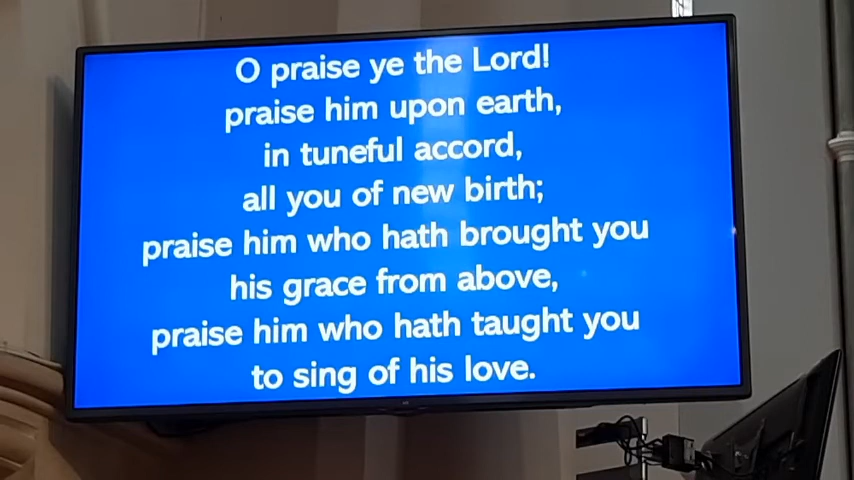 O praise ye the Lord!
praise him upon earth,
in tuneful accord,
all you of new birth;
praise him who hath brought you
his grace from above,
praise him who hath taught you
to sing of his love.